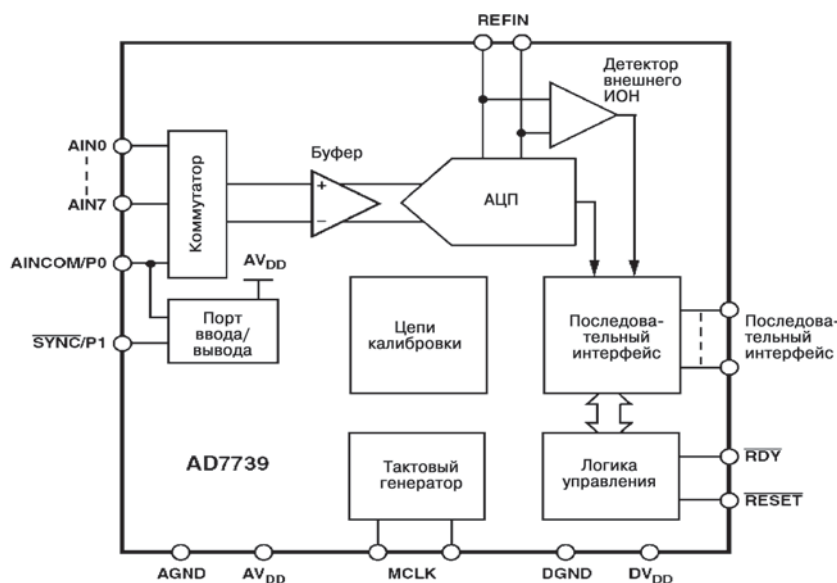 REFIN
Детектор
внешнего
ИОН
AIN0
Буфер
Коммутатор
АЦП
AIN7
AINCOM/P0
AVDD
Порт
ввода/
вывода
SYNC/P1
Цепи
калибровки
Последова-
тельный
интерфейс
Последова-
тельный
интерфейс
AD7739
Тактовый
генератор
Логика
управления
RDY
RESET
AGND
AVDD
MCLK
DGND
DVDD